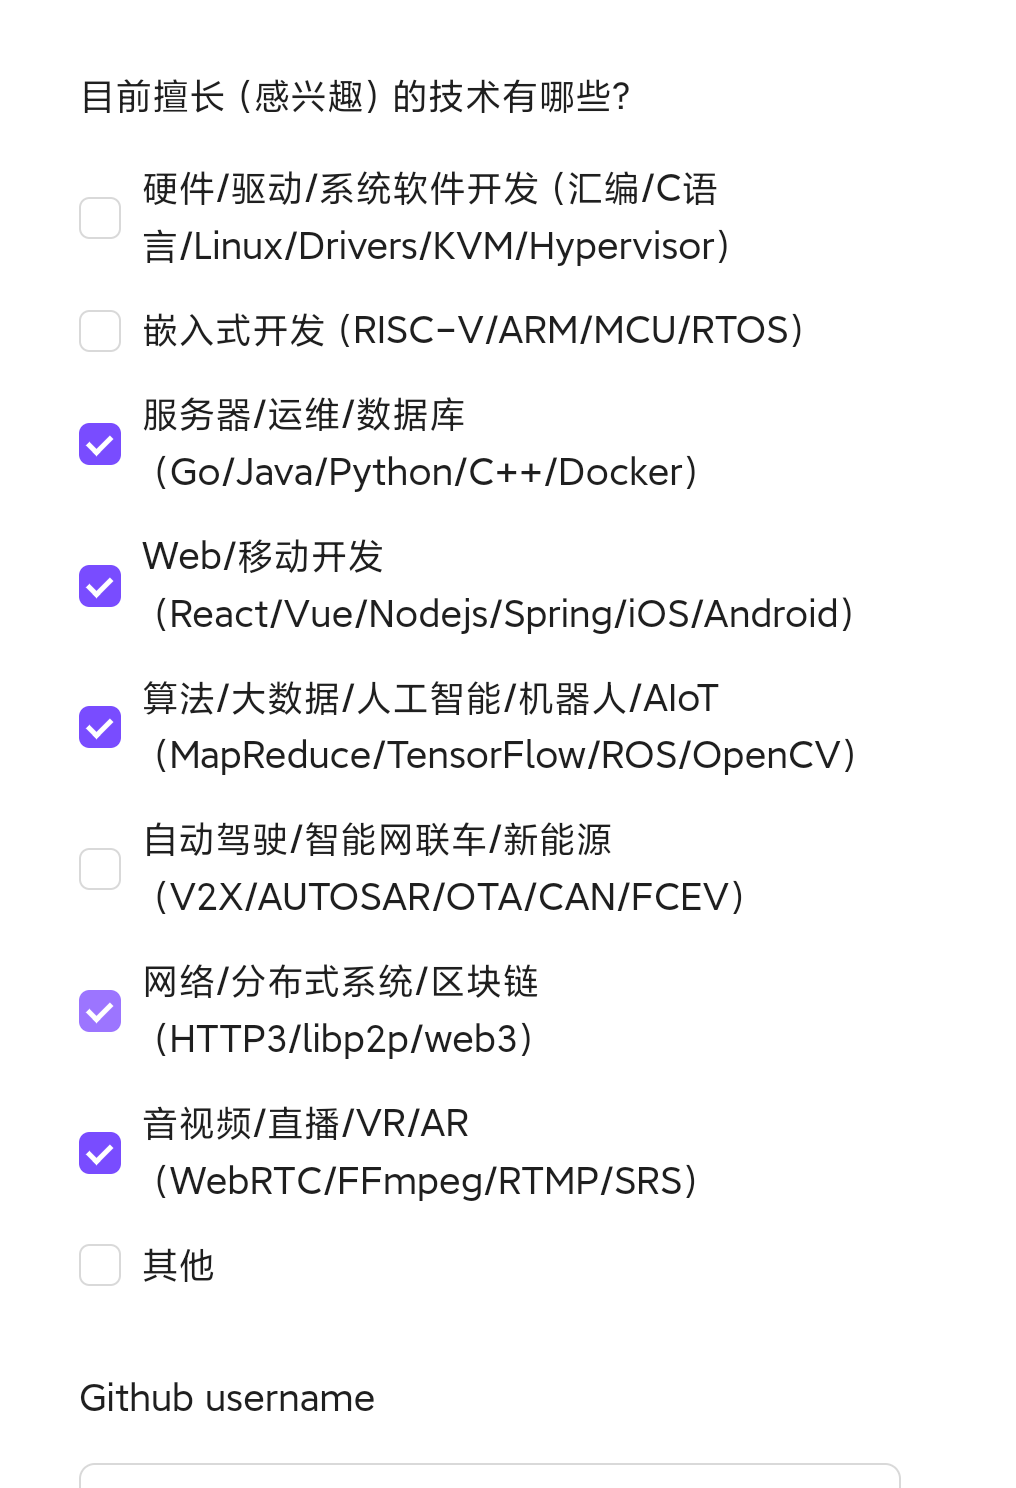 目前擅长（感兴趣）的技术有哪些?
硬件/驱动/系统软件开发（汇编/C语
言/Linux/Drivers/KVM/Hypervisor）
嵌入式开发（RISC-V/ARM/MCU/RTOS）
服务器/运维/数据库
（Go/Java/Python/C++/Docker）
Web/移动开发
（React/Vue/Nodejs/Spring/iOS/Android）
算法/大数据/人工智能/机器人/AIoT
（MapReduce/TensorFlow/ROS/OpenCV）
自动驾驶/智能网联车/新能源
（V2X/AUTOSAR/OTA/CAN/FCEV）
网络/分布式系统/区块链
（HTTP3/libp2p/web3）
音视频/直播/VR/AR
（WebRTC/FFmpeg/RTMP/SRS）
其他
Github username